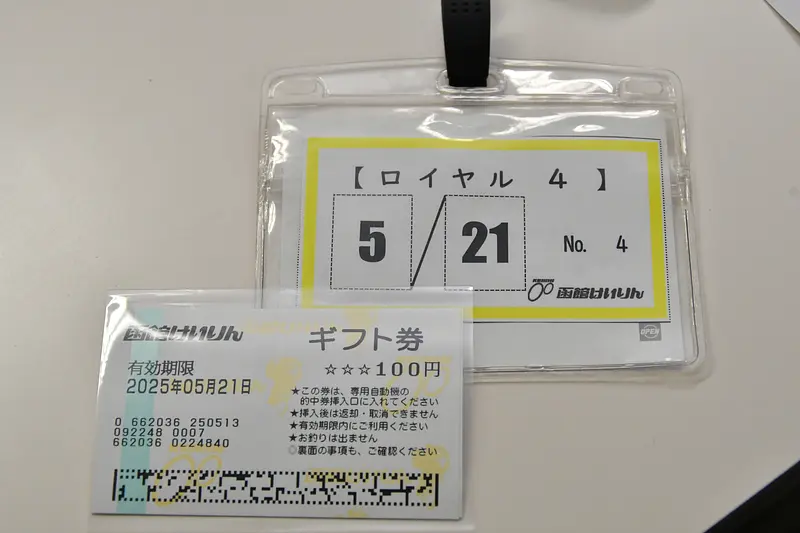 【ロイヤル 4】
5/21 No. 4
函館けいりん
OPEN
函館けいりん ギフト券
☆☆☆100円
有効期限
2025年05月21日
0 662036 250513
092248 0007
662036 0224840
★この券は、専用自動機の
的中券挿入口に入れてください
★挿入後は返却・取消できません
★有効期限内にご利用ください
★お釣りは出ません
◎裏面の事項も、ご確認ください